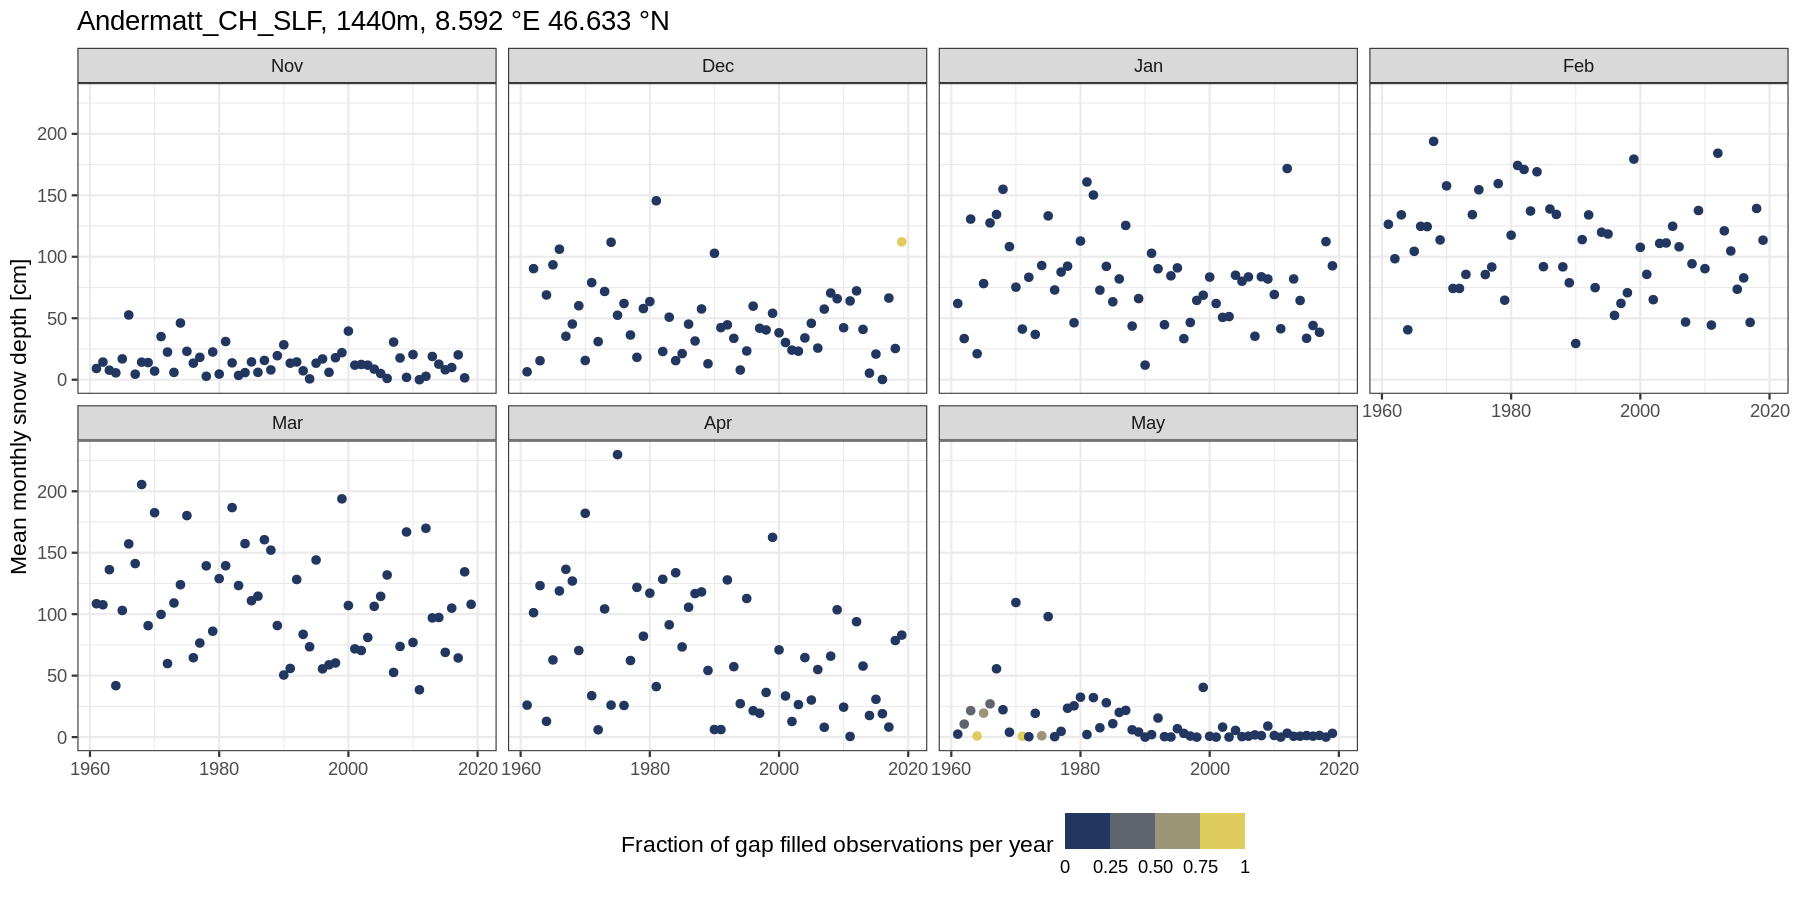 Andermatt_CH_SLF, 1440m, 8.592 °E 46.633 °N
Nov
Dec
Jan
Feb
200
150
100
50
0
1960 1980 2000 2020
Mean monthly snow depth [cm]
Mar
Apr
May
200
150
100
50
0
1960 1980 2000 2020
1960 1980 2000 2020
1960 1980 2000 2020
Fraction of gap filled observations per year
0 0.25 0.50 0.75 1